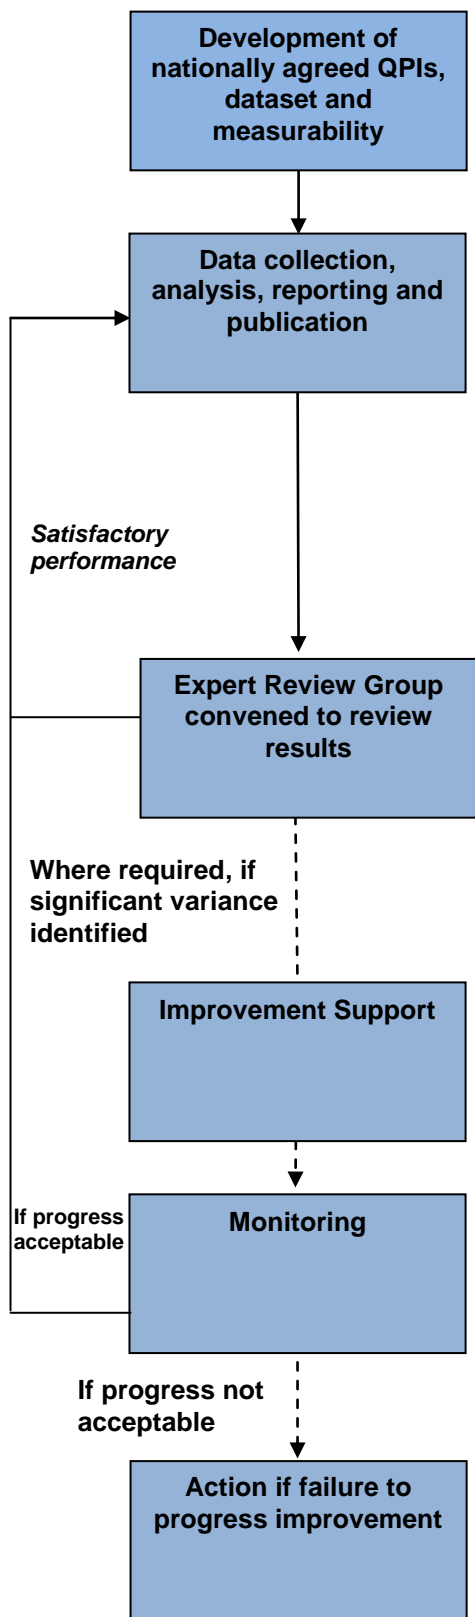 Development of
nationally agreed QPIs,
dataset and
measurability
Data collection,
analysis, reporting and
publication
Satisfactory
performance
Expert Review Group
convened to review
results
Where required, if
significant variance
identified
Improvement Support
If progress
acceptable
Monitoring
If progress not
acceptable
Action if failure to
progress improvement